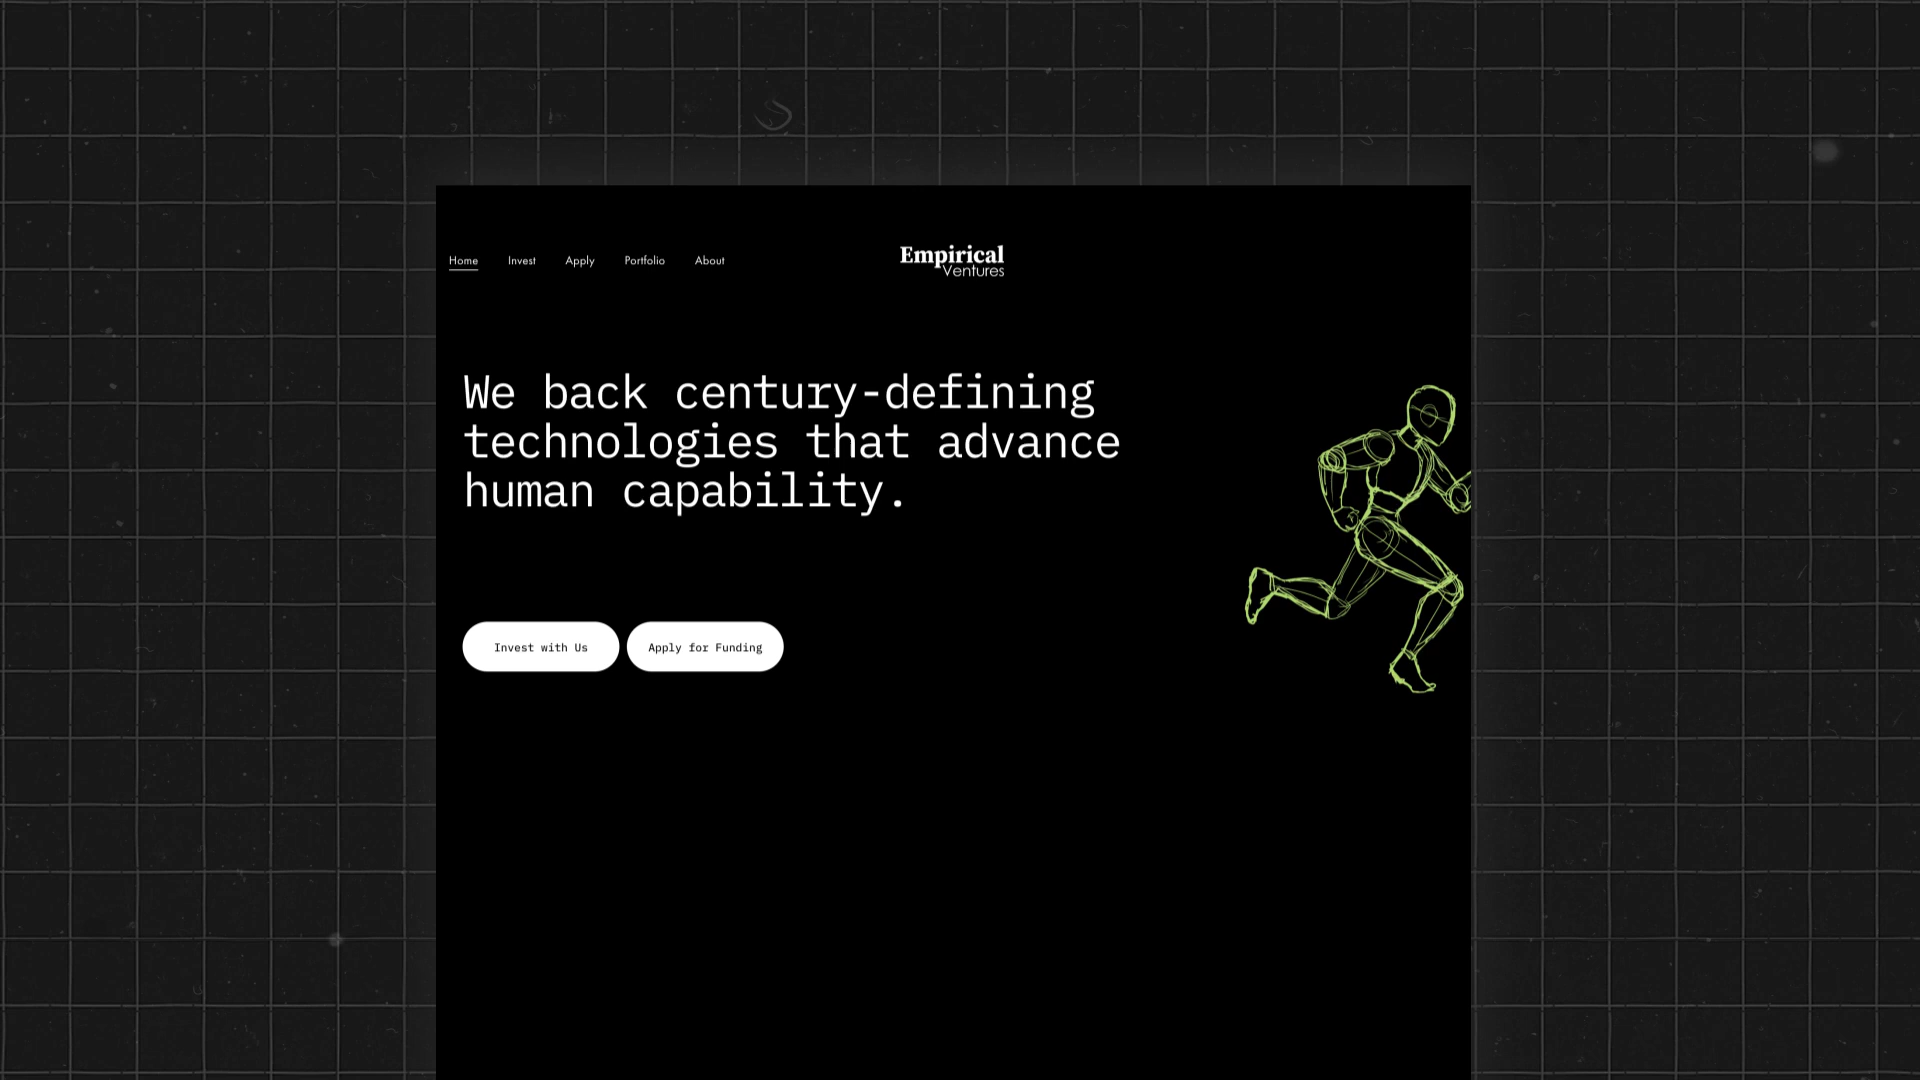 Home Invest Apply Portfolio About
Empirical
Ventures
We back century-defining
technologies that advance
human capability.
Invest with Us
Apply for Funding